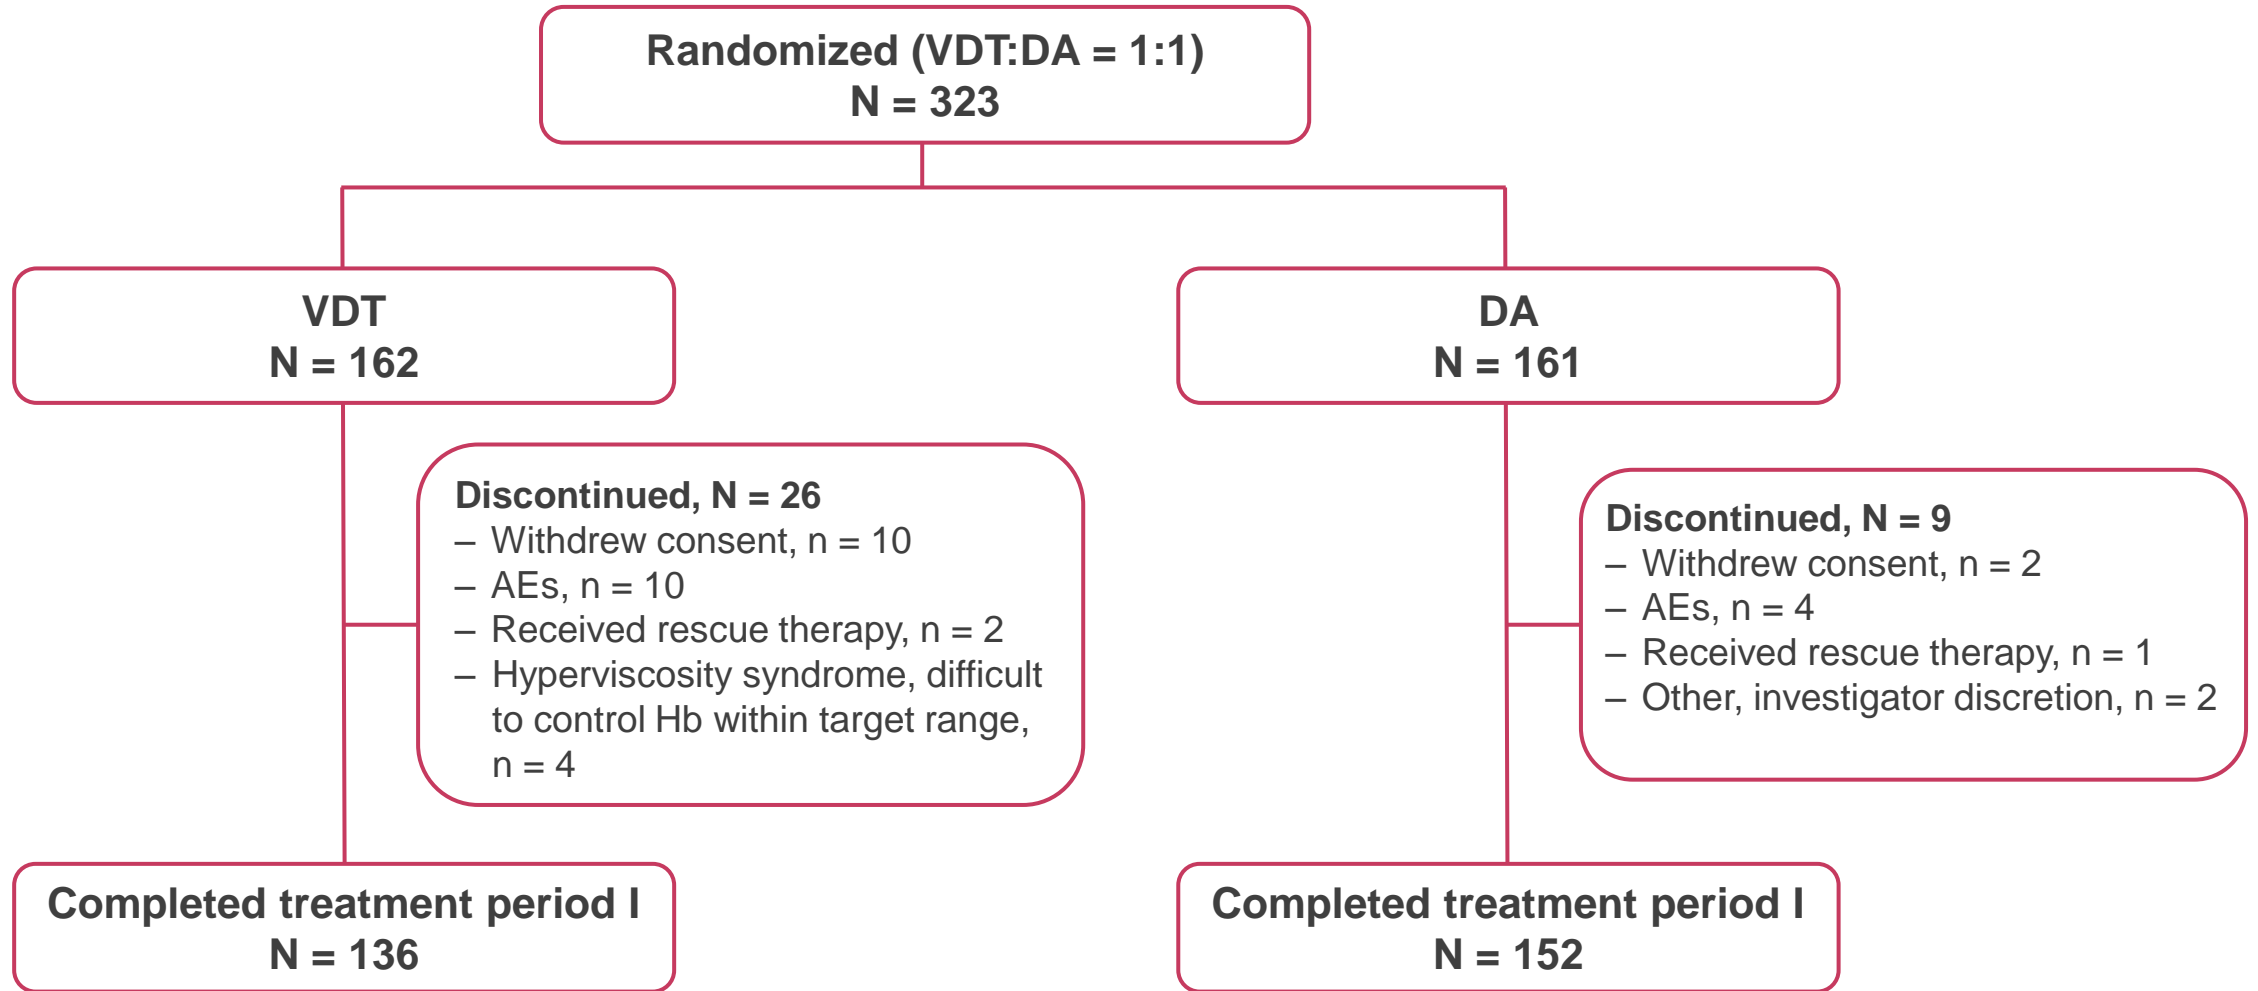 Randomized (VDT:DA = 1:1)
N = 323
VDT
N = 162
DA
N = 161
Discontinued, N = 26
– Withdrew consent, n = 10
– AEs, n = 10
– Received rescue therapy, n = 2
– Hyperviscosity syndrome, difficult
to control Hb within target range,
n = 4
Discontinued, N = 9
– Withdrew consent, n = 2
– AEs, n = 4
– Received rescue therapy, n = 1
– Other, investigator discretion, n = 2
Completed treatment period I
N = 136
Completed treatment period I
N = 152